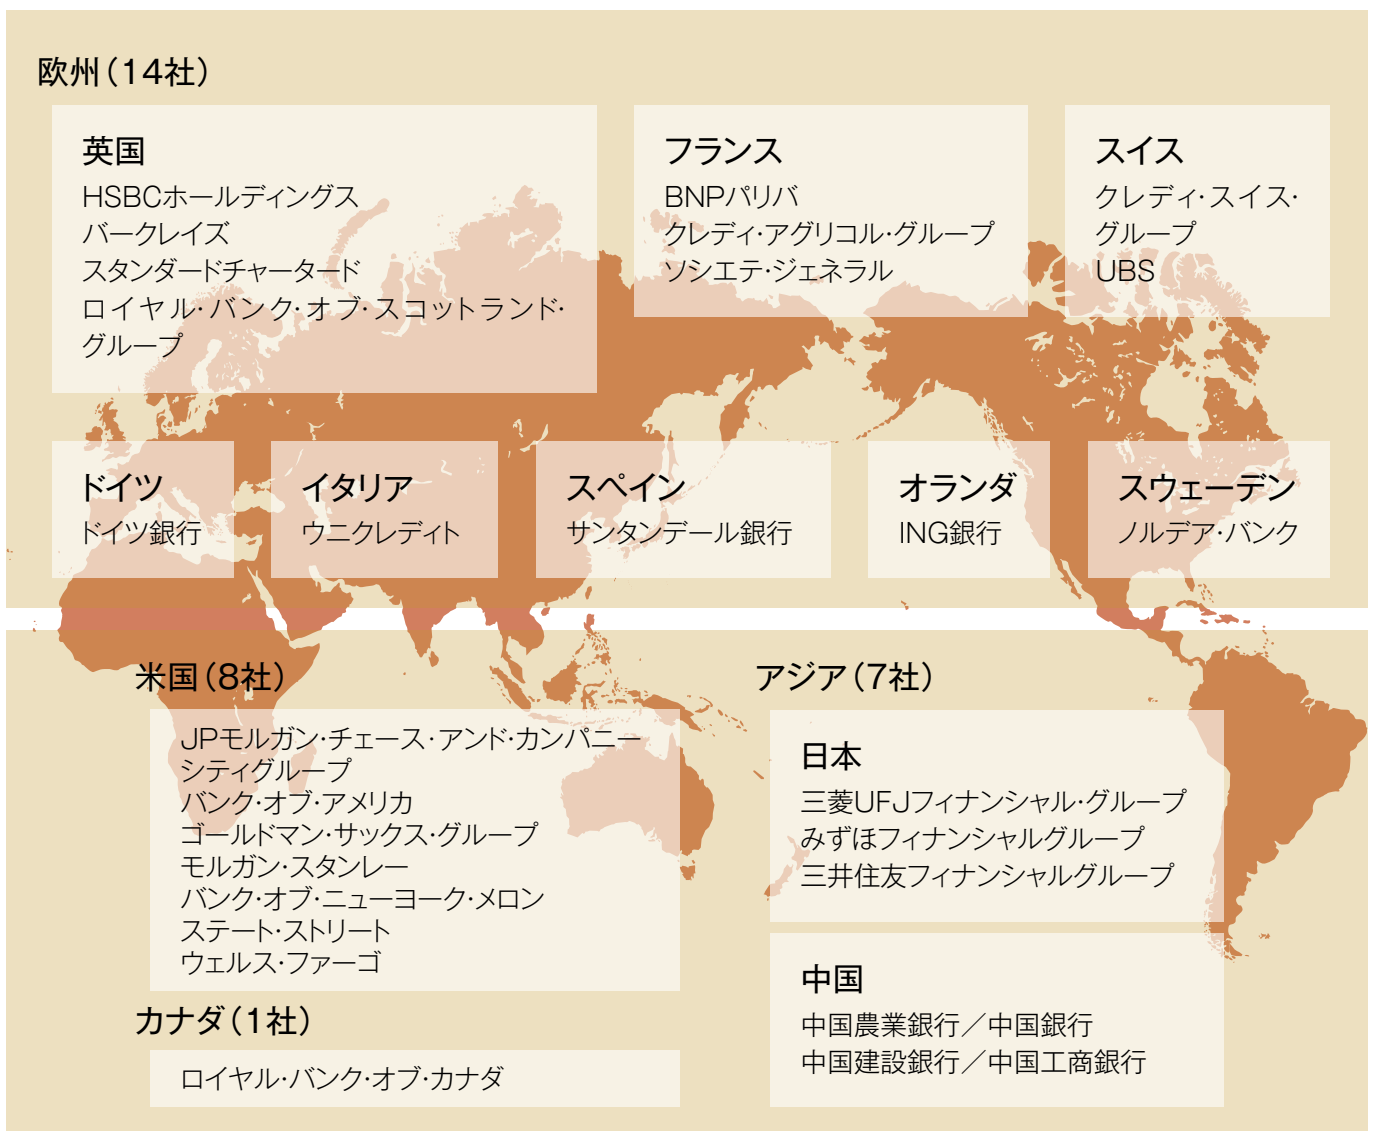 欧州（14社）
英国
HSBCホールディングス
バークレイズ
スタンダードチャータード
ロイヤル・バンク・オブ・スコットランド・
グループ
フランス
BNPパリバ
クレディ・アグリコル・グループ
ソシエテ・ジェネラル
スイス
クレディ・スイス・
グループ
UBS
ドイツ
ドイツ銀行
イタリア
ウニクレディト
スペイン
サンタンデール銀行
オランダ
ING銀行
スウェーデン
ノルデア・バンク
米国（8社）
JPモルガン・チェース・アンド・カンパニー
シティグループ
バンク・オブ・アメリカ
ゴールドマン・サックス・グループ
モルガン・スタンレー
バンク・オブ・ニューヨーク・メロン
ステート・ストリート
ウェルス・ファーゴ
カナダ（1社）
ロイヤル・バンク・オブ・カナダ
アジア（7社）
日本
三菱UFJフィナンシャル・グループ
みずほフィナンシャルグループ
三井住友フィナンシャルグループ
中国
中国農業銀行／中国銀行
中国建設銀行／中国工商銀行